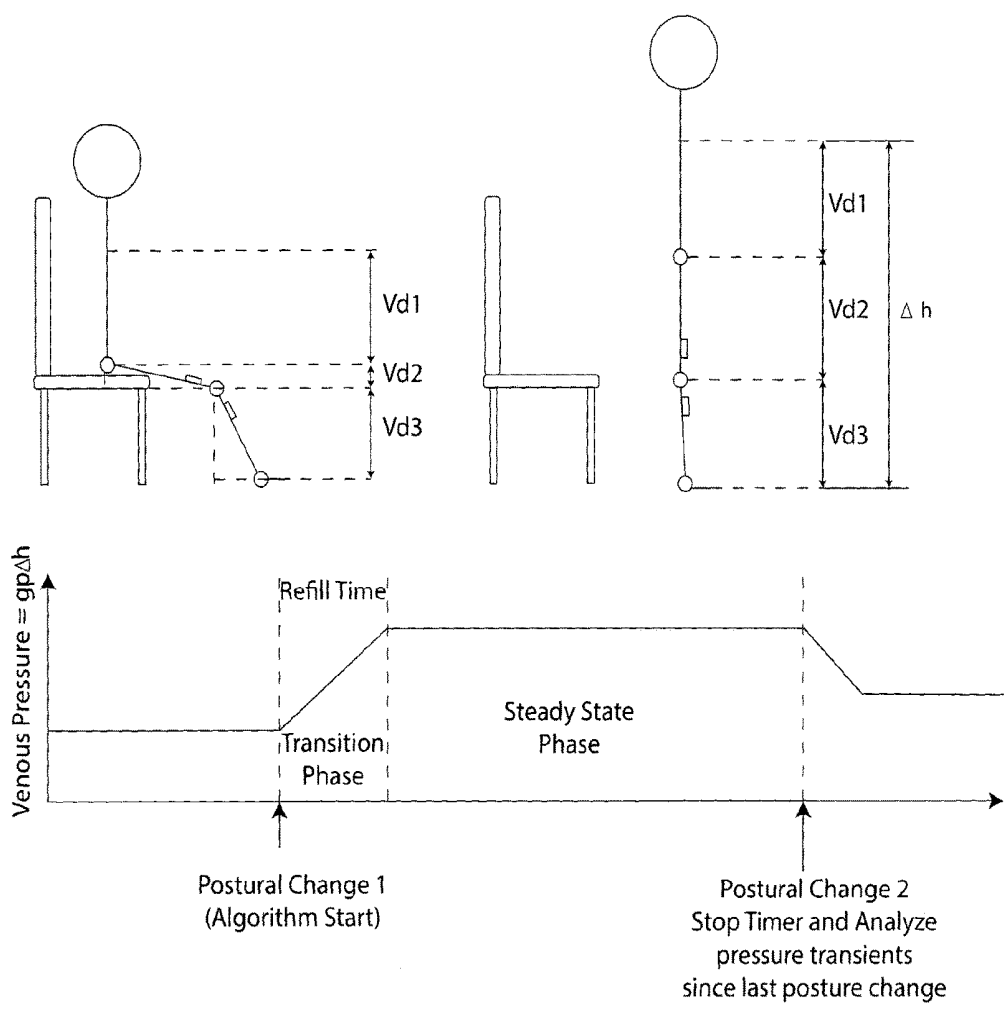 Vd1
Vd2
Vd3
Vd1
Vd2
Δ h
Vd3
Venous Pressure = gpΔh
Refill Time
Transition
Phase
Steady State
Phase
Postural Change 1
(Algorithm Start)
Postural Change 2
Stop Timer and Analyze
pressure transients
since last posture change